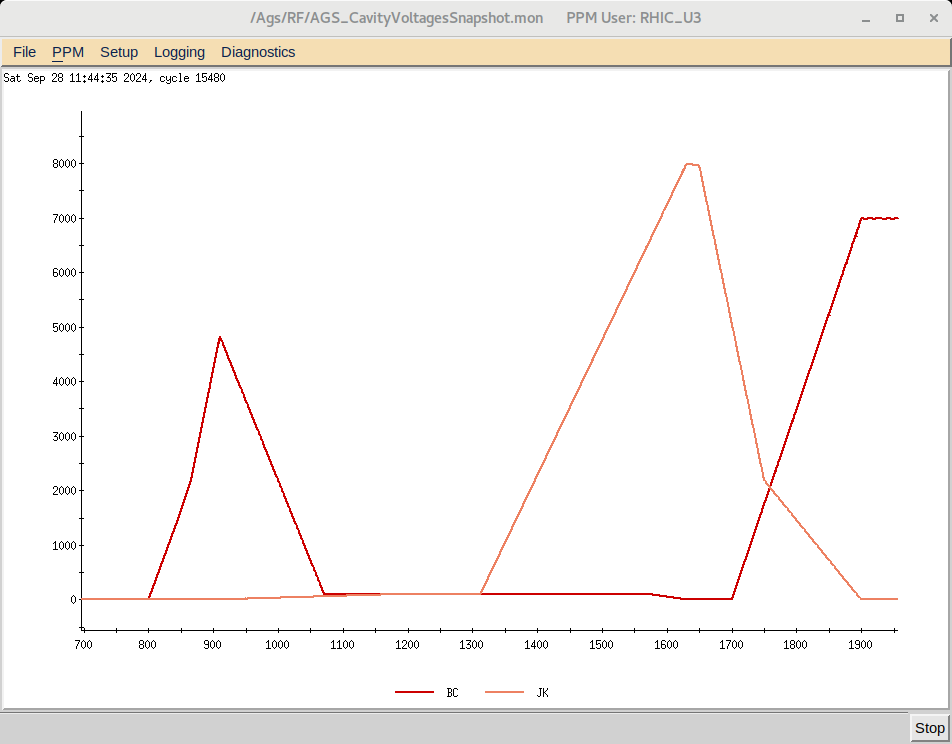 /Ags/RF/AGS_CavityVoltagesSnapshot.mon PPM User: RHIC_U3
File PPM Setup Logging Diagnostics
Sat Sep 28 11:44:35 2024, cycle 15480
8000
7000
6000
5000
4000
3000
2000
1000
0
700 800 900 1000 1100 1200 1300 1400 1500 1600 1700 1800 1900
BC JK
Stop